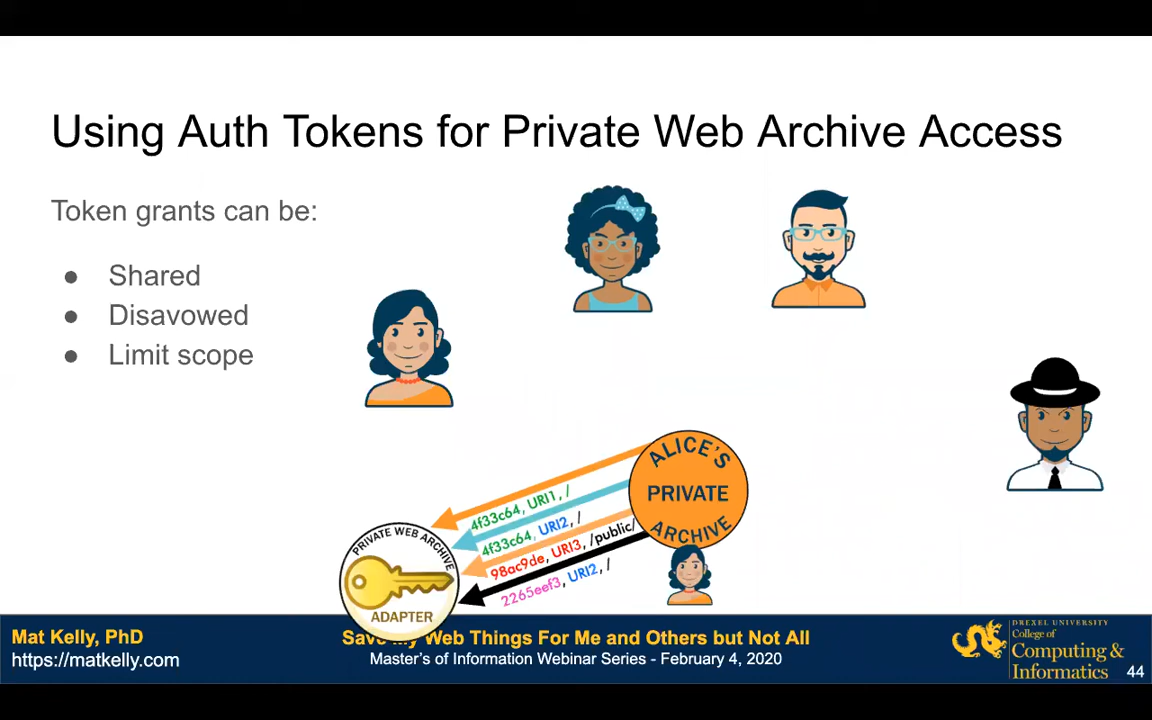 Using Auth Tokens for Private Web Archive Access
Token grants can be:
● Shared
● Disavowed
● Limit scope
ALICE'S
PRIVATE
ARCHIVE
4f33c64, URI1, /
4f33c64, URI2, /
98ac9de, URI3, /public/
2265eef3, URI2, /
PRIVATE WEB ARCHIVE
ADAPTER
Mat Kelly, PhD
https://matkelly.com
Save My Web Things For Me and Others but Not All
Master's of Information Webinar Series - February 4, 2020
DREXEL UNIVERSITY
College of
Computing &
Informatics
44